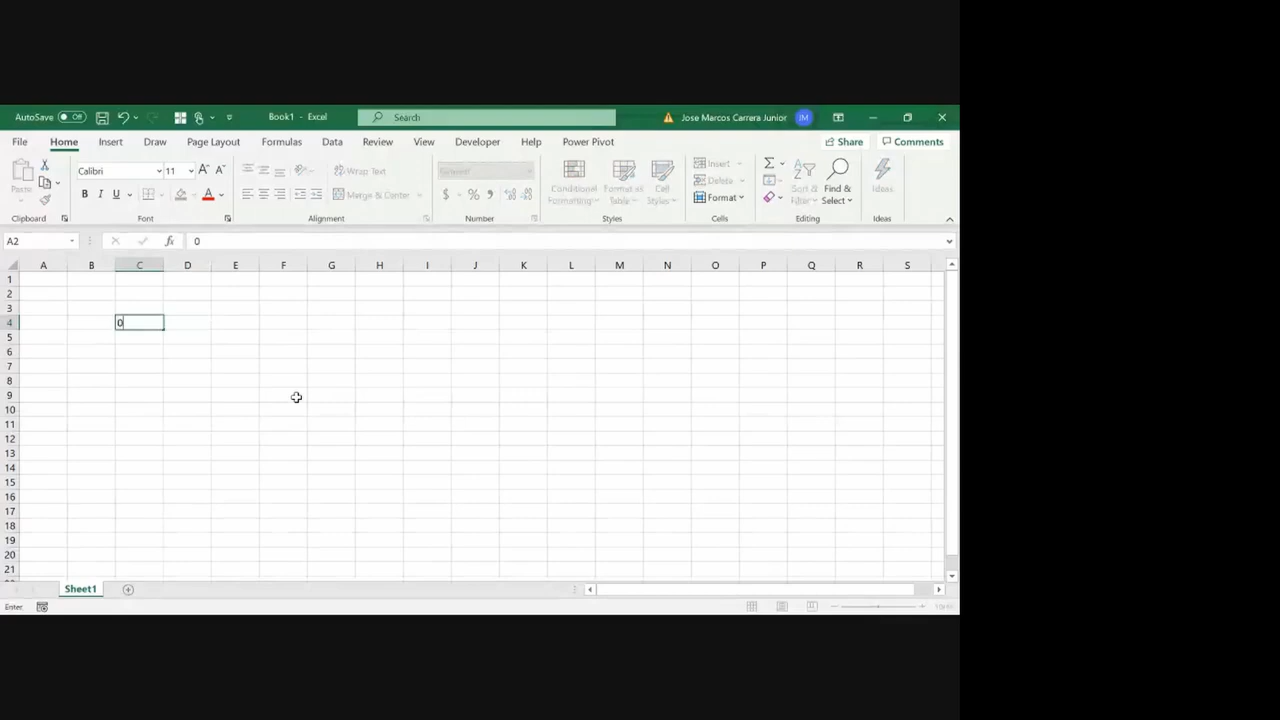 AutoSave Off Book1 - Excel Search Jose Marcos Carrera Junior JM
File Home Insert Draw Page Layout Formulas Data Review View Developer Help Power Pivot Share Comments
Paste Calibri 11 A A Wrap Text General Conditional Formatting Format as Table Cell Styles Insert Sort & Filter Find & Select Ideas
B I U A Merge & Center $ % Delete
Format
Clipboard Font Alignment Number Styles Cells Editing Ideas
A2 fx 0
A B C D E F G H I J K L M N O P Q R S
1
2
3
4 0
5
6
7
8
9
10
11
12
13
14
15
16
17
18
19
20
21
Sheet1
Enter